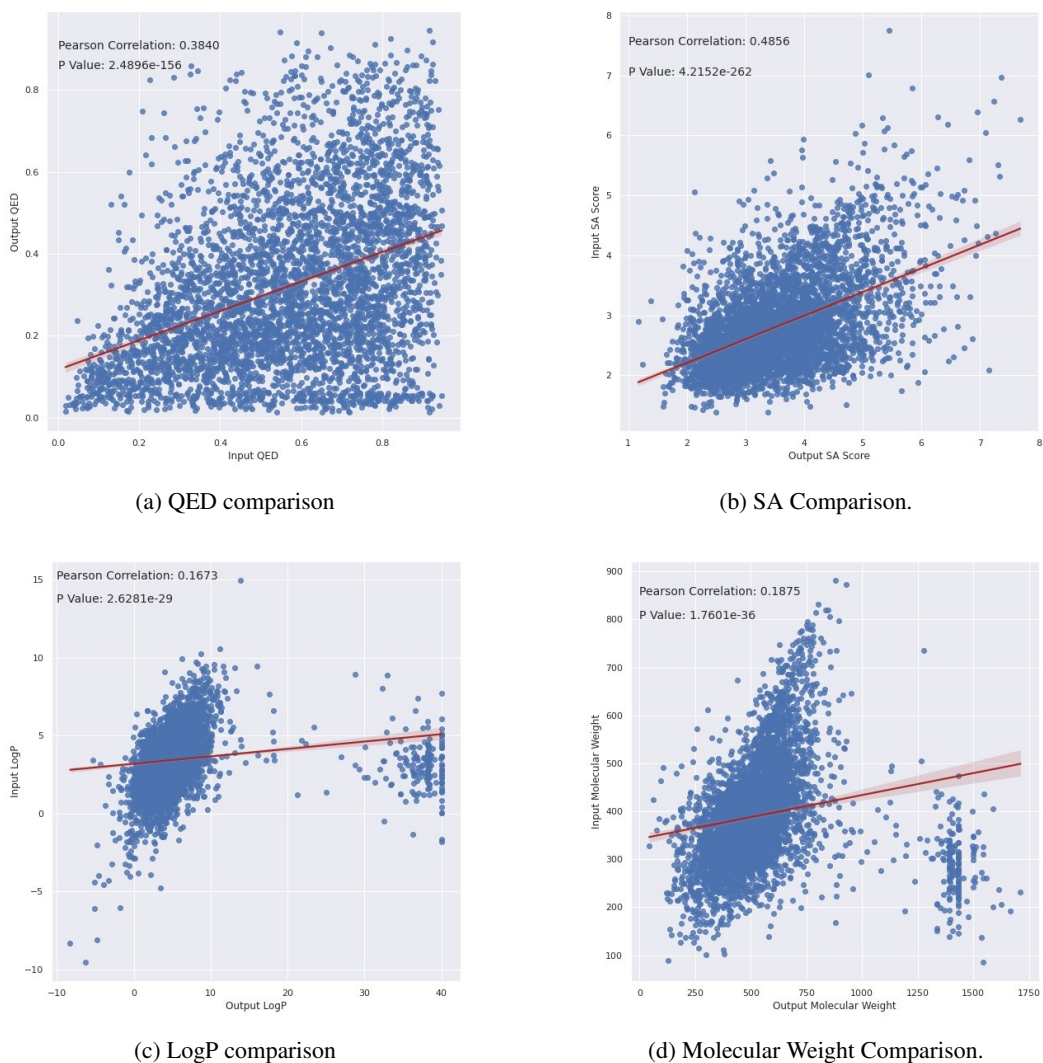 Pearson Correlation: 0.3840
P Value: 2.4896e-156
0.8
0.6
0.4
0.2
0.0
Output QED
0.0 0.2 0.4 0.6 0.8
Input QED
(a) QED comparison
8
Pearson Correlation: 0.4856
7
P Value: 4.2152e-262
6
5
4
3
2
Input SA Score
1 2 3 4 5 6 7 8
Output SA Score
(b) SA Comparison.
Pearson Correlation: 0.1673
15
P Value: 2.6281e-29
10
5
0
−5
−10
Input LogP
−10 0 10 20 30 40
Output LogP
(c) LogP comparison
900
Pearson Correlation: 0.1875
P Value: 1.7601e-36
800
700
600
500
400
300
200
100
Input Molecular Weight
0 250 500 750 1000 1250 1500 1750
Output Molecular Weight
(d) Molecular Weight Comparison.